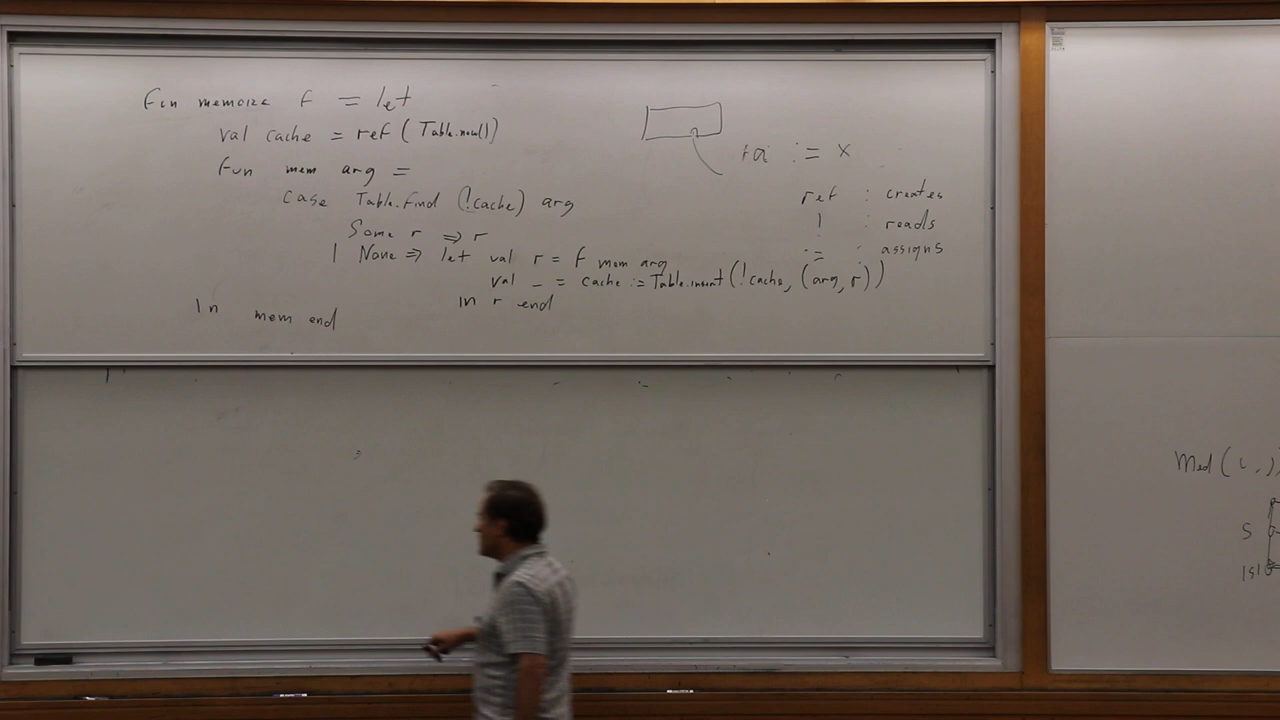 Fun memoize f = let
val cache = ref (Table.null())
Fun mem arg =
case Table.find (!cache) arg
Some r ⇒ r
| None ⇒ let val r = f mem arg
val _ = cache := Table.insert (!cache, (arg, r))
in r end
In mem end
:= x
ref : creates
! : reads
:= : assigns
Med (
S
|S|